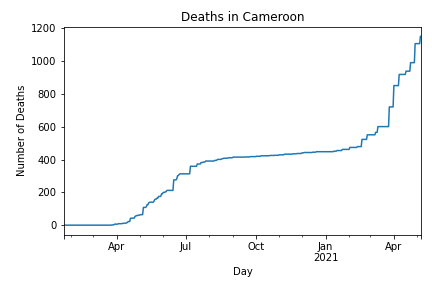 Deaths in Cameroon
Number of Deaths
1200
1000
800
600
400
200
0
Apr
Jul
Oct
Jan
2021
Apr
Day